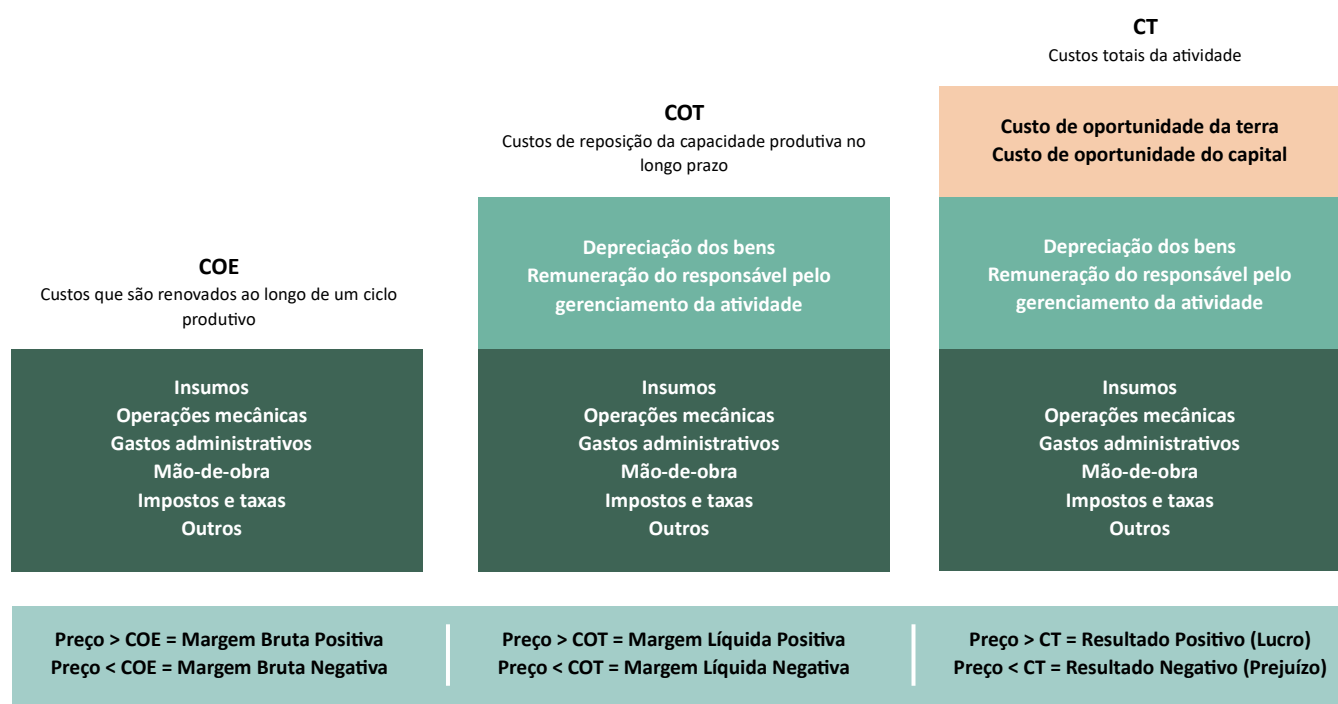 COE
Custos que são renovados ao longo de um ciclo
produtivo
Insumos
Operações mecânicas
Gastos administrativos
Mão-de-obra
Impostos e taxas
Outros
Preço > COE = Margem Bruta Positiva
Preço < COE = Margem Bruta Negativa
COT
Custos de reposição da capacidade produtiva no
longo prazo
Depreciação dos bens
Remuneração do responsável pelo
gerenciamento da atividade
Insumos
Operações mecânicas
Gastos administrativos
Mão-de-obra
Impostos e taxas
Outros
Preço > COT = Margem Líquida Positiva
Preço < COT = Margem Líquida Negativa
CT
Custos totais da atividade
Custo de oportunidade da terra
Custo de oportunidade do capital
Depreciação dos bens
Remuneração do responsável pelo
gerenciamento da atividade
Insumos
Operações mecânicas
Gastos administrativos
Mão-de-obra
Impostos e taxas
Outros
Preço > CT = Resultado Positivo (Lucro)
Preço < CT = Resultado Negativo (Prejuízo)